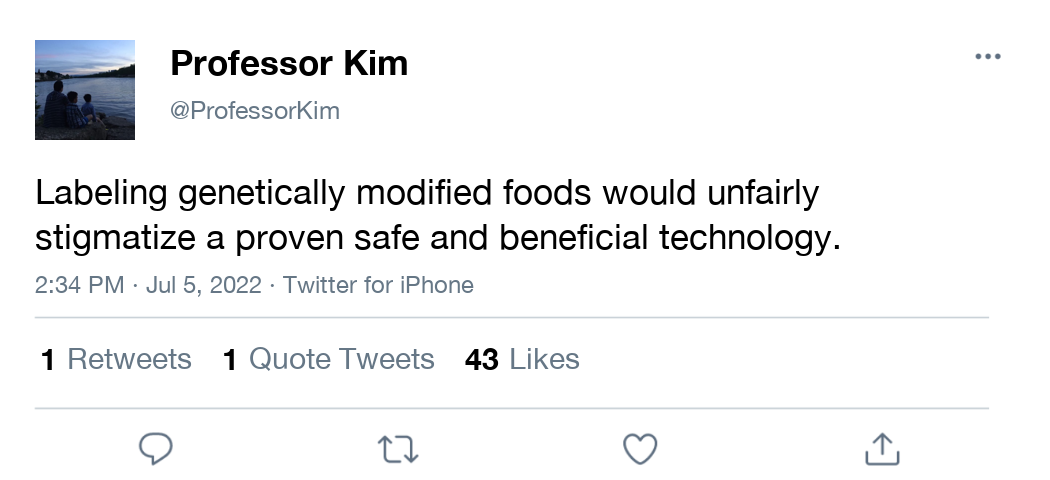 Professor Kim
@ProfessorKim
Labeling genetically modified foods would unfairly
stigmatize a proven safe and beneficial technology.
2:34 PM · Jul 5, 2022 · Twitter for iPhone
1 Retweets 1 Quote Tweets 43 Likes